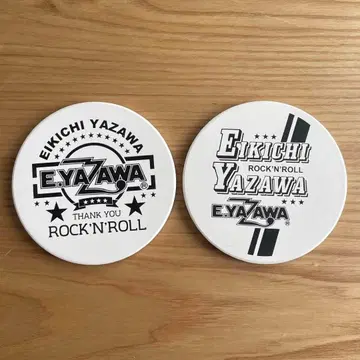 EIKICHI YAZAWA
E.YAZAWA®
THANK YOU
ROCK'N'ROLL
EIKICHI
ROCK'N'ROLL
YAZAWA
E.YAZAWA®